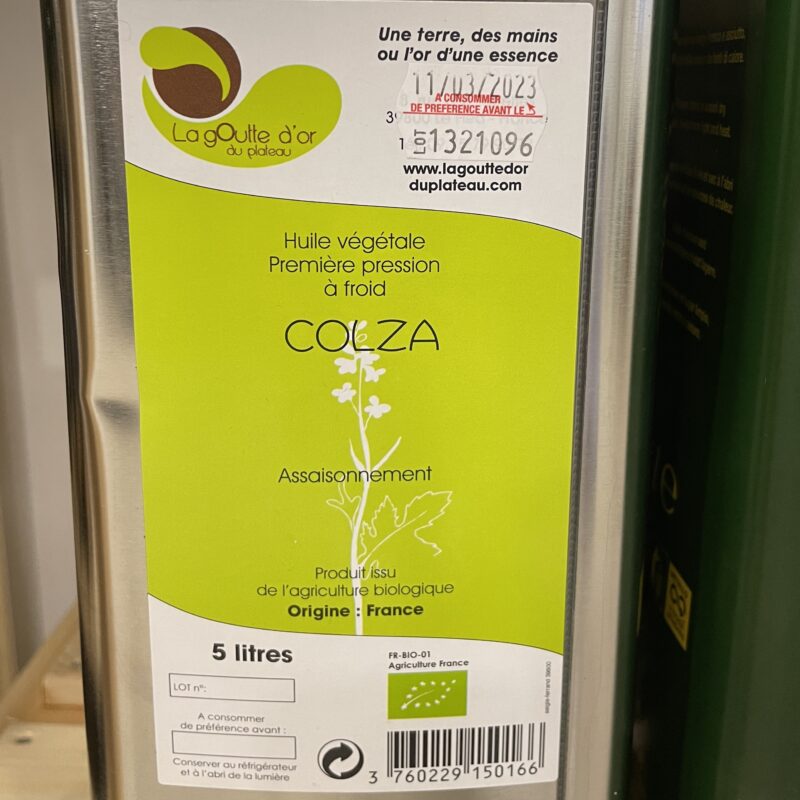 La gOutte d'or
du plateau
Une terre, des mains
ou l'or d'une essence
11/03/2023
A CONSOMMER
DE PREFERENCE AVANT LE
LOT 1321096
www.lagouttedor
duplateau.com
Huile végétale
Première pression
à froid
COLZA
Assaisonnement
Produit issu
de l'agriculture biologique
Origine : France
5 litres
LOT n°:
A consommer
de préférence avant :
Conserver au réfrigérateur
et à l'abri de la lumière
FR-BIO-01
Agriculture France
3 760229 150166